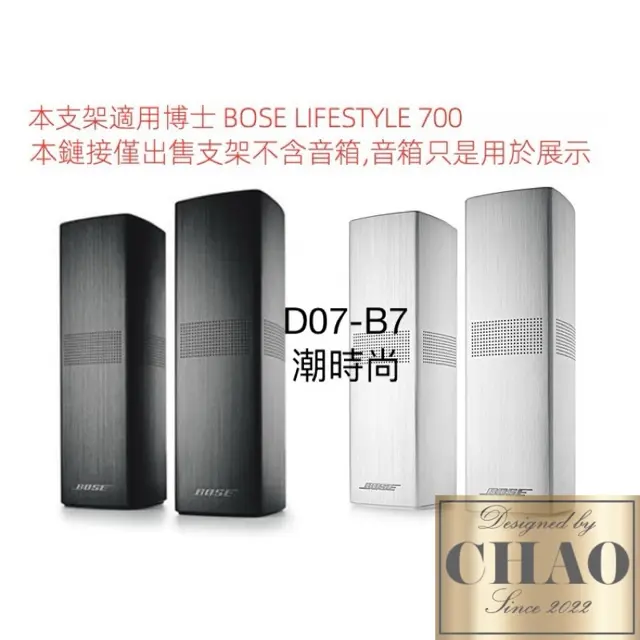 本支架適用博士 BOSE LIFESTYLE 700
本鏈接僅出售支架不含音箱,音箱只是用於展示
D07-B7
潮時尚
BOSE
BOSE
BOSE
BOSE
Designed by
CHAO
Since 2022